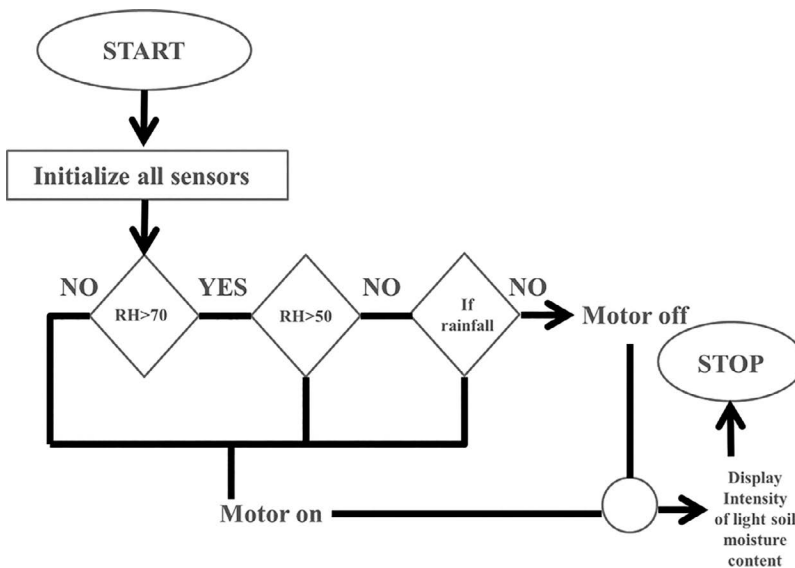 START
Initialize all sensors
NO
YES
NO
NO
RH>70
RH>50
If
rainfall
Motor off
STOP
Motor on
Display
Intensity
of light soil
moisture
content